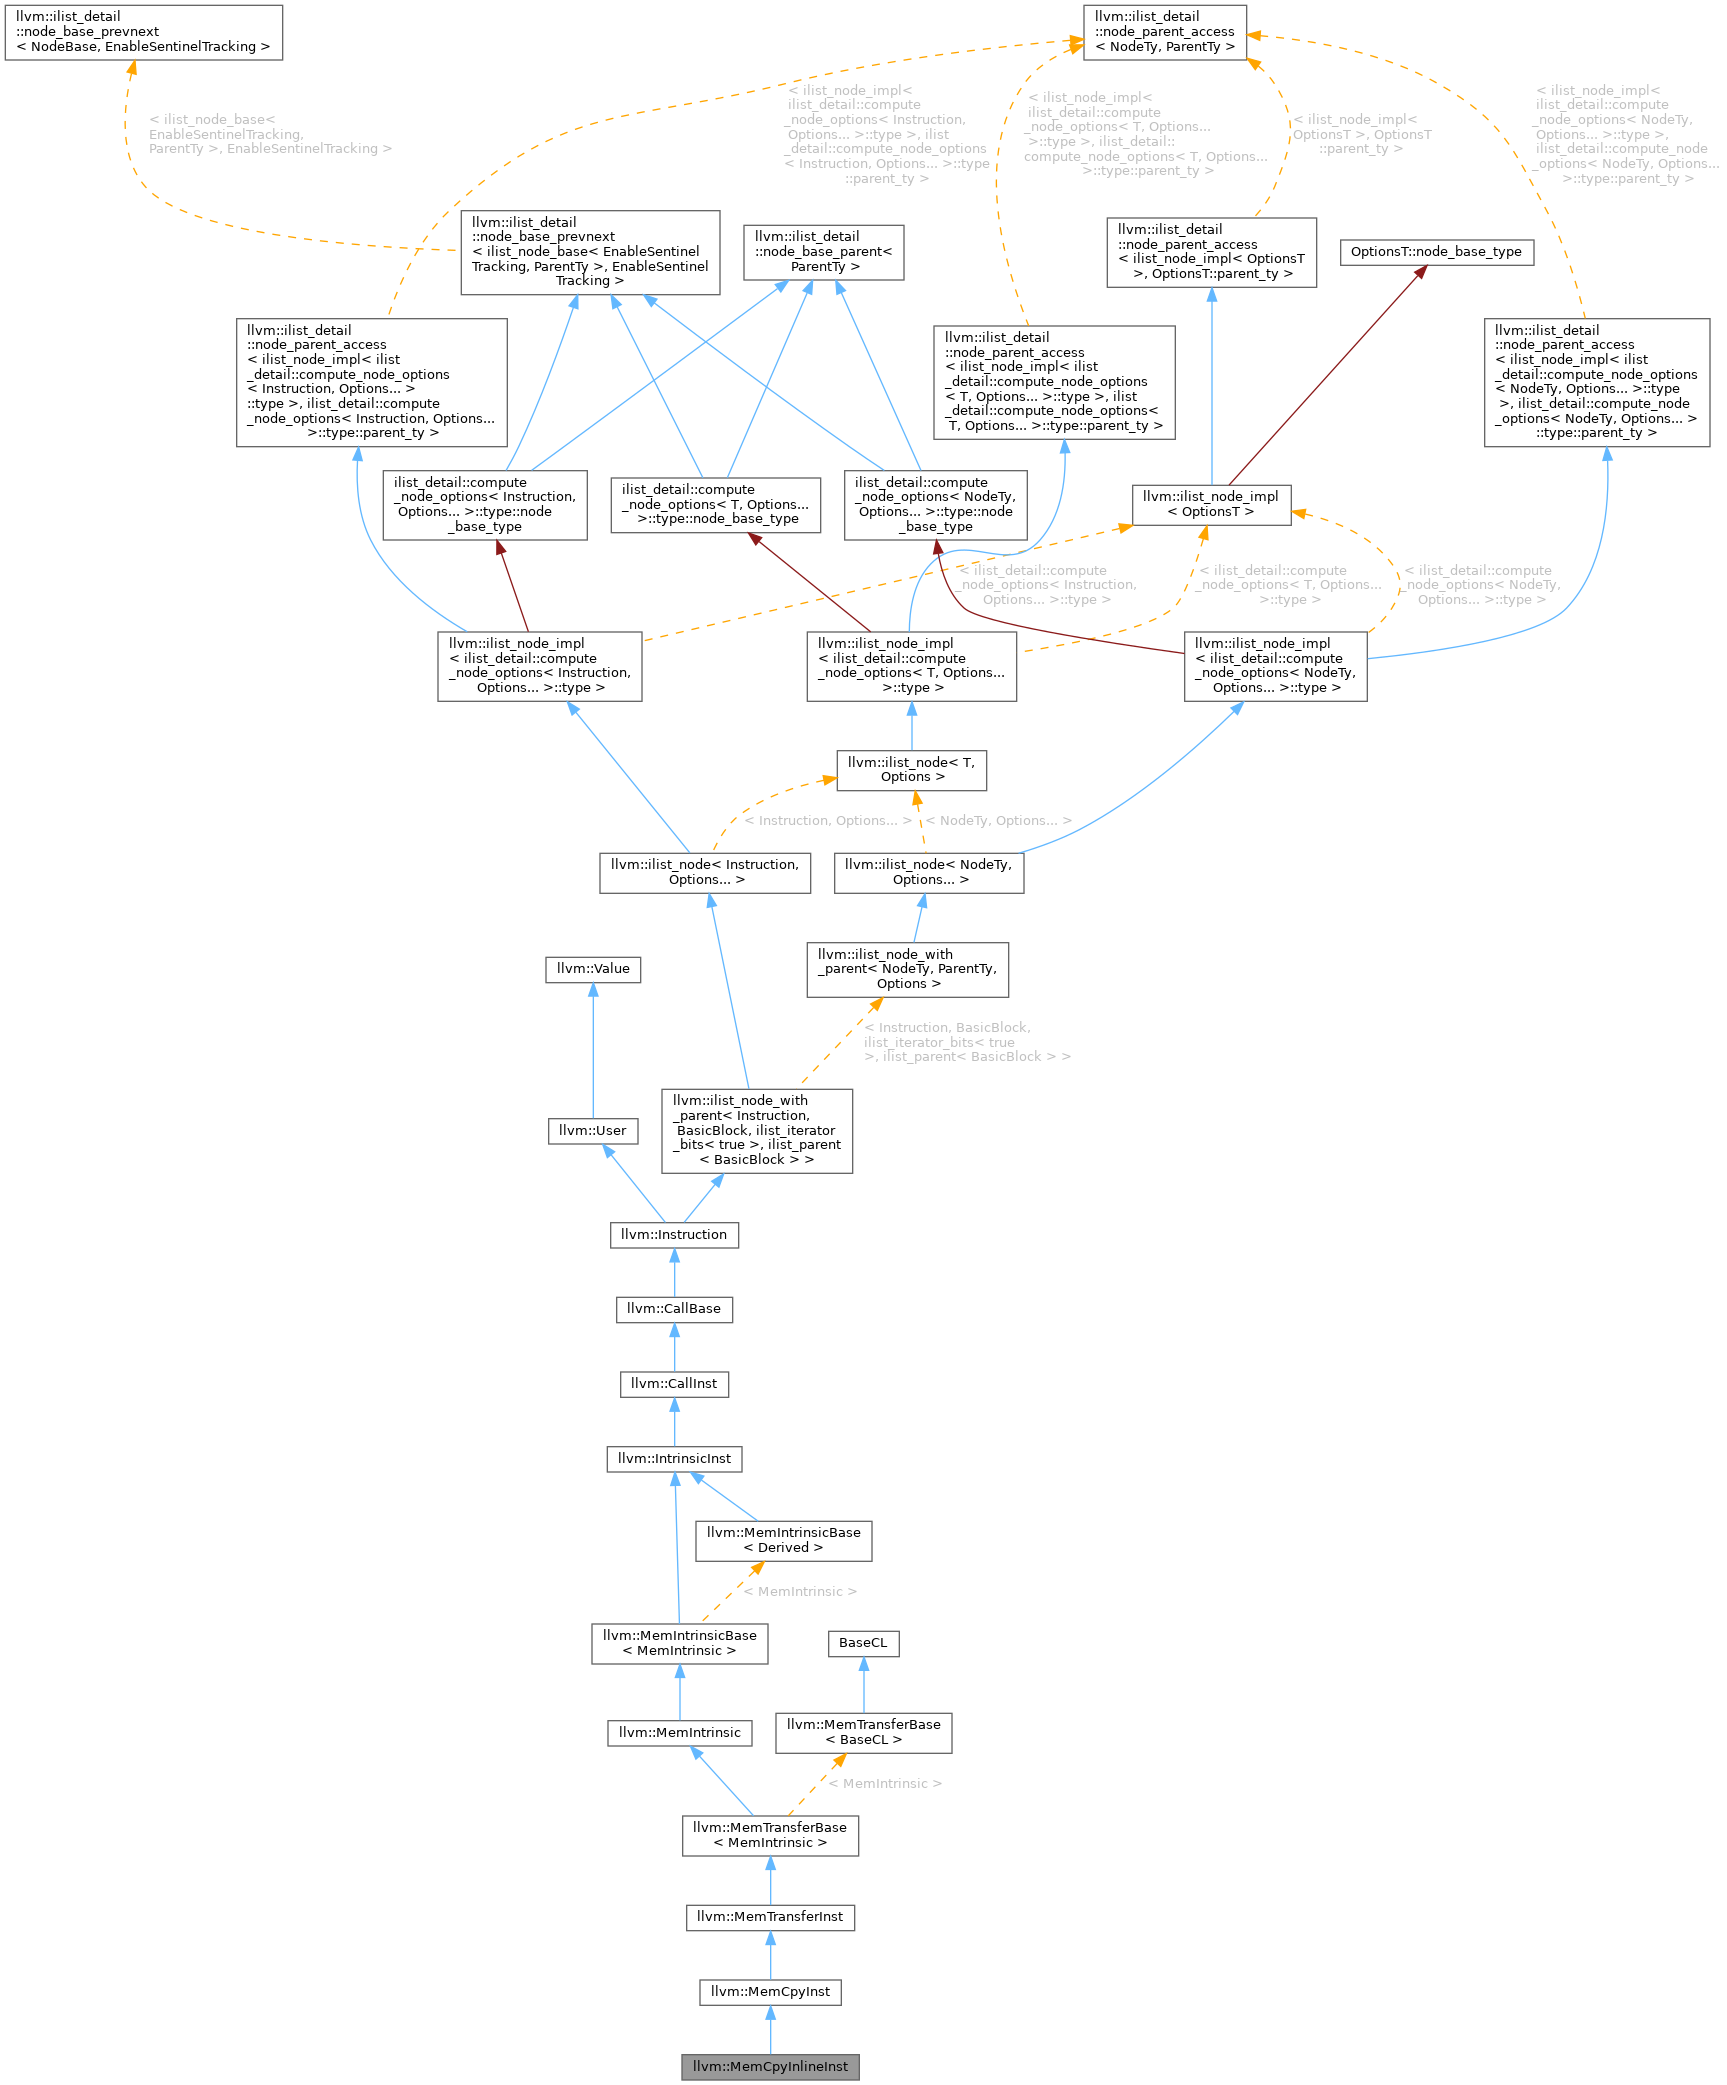 llvm::ilist_detail
::node_base_prevnext
< NodeBase, EnableSentinelTracking >
llvm::ilist_detail
::node_parent_access
< NodeTy, ParentTy >
< ilist_node_base<
EnableSentinelTracking,
ParentTy >, EnableSentinelTracking >
< ilist_node_impl<
ilist_detail::compute
_node_options< Instruction,
Options... >::type >, ilist
_detail::compute_node_options
< Instruction, Options... >::type
::parent_ty >
< ilist_node_impl<
ilist_detail::compute
_node_options< T, Options...
>::type >, ilist_detail::
compute_node_options< T, Options...
>::type::parent_ty >
< ilist_node_impl<
OptionsT >, OptionsT
::parent_ty >
< ilist_node_impl<
ilist_detail::compute
_node_options< NodeTy,
Options... >::type >,
ilist_detail::compute_node
_options< NodeTy, Options...
>::type::parent_ty >
llvm::ilist_detail
::node_base_prevnext
< ilist_node_base< EnableSentinel
Tracking, ParentTy >, EnableSentinel
Tracking >
llvm::ilist_detail
::node_base_parent<
ParentTy >
llvm::ilist_detail
::node_parent_access
< ilist_node_impl< OptionsT
>, OptionsT::parent_ty >
OptionsT::node_base_type
llvm::ilist_detail
::node_parent_access
< ilist_node_impl< ilist
_detail::compute_node_options
< Instruction, Options... >
::type >, ilist_detail::compute
_node_options< Instruction, Options...
>::type::parent_ty >
llvm::ilist_detail
::node_parent_access
< ilist_node_impl< ilist
_detail::compute_node_options
< T, Options... >::type >, ilist
_detail::compute_node_options<
T, Options... >::type::parent_ty >
llvm::ilist_detail
::node_parent_access
< ilist_node_impl< ilist
_detail::compute_node_options
< NodeTy, Options... >::type
>, ilist_detail::compute_node
_options< NodeTy, Options... >
::type::parent_ty >
ilist_detail::compute
_node_options< Instruction,
Options... >::type::node
_base_type
ilist_detail::compute
_node_options< T, Options...
>::type::node_base_type
ilist_detail::compute
_node_options< NodeTy,
Options... >::type::node
_base_type
llvm::ilist_node_impl
< OptionsT >
< ilist_detail::compute
_node_options< Instruction,
Options... >::type >
< ilist_detail::compute
_node_options< T, Options...
>::type >
< ilist_detail::compute
_node_options< NodeTy,
Options... >::type >
llvm::ilist_node_impl
< ilist_detail::compute
_node_options< Instruction,
Options... >::type >
llvm::ilist_node_impl
< ilist_detail::compute
_node_options< T, Options...
>::type >
llvm::ilist_node_impl
< ilist_detail::compute
_node_options< NodeTy,
Options... >::type >
llvm::ilist_node< T,
Options >
< Instruction, Options... >
< NodeTy, Options... >
llvm::ilist_node< Instruction,
Options... >
llvm::ilist_node< NodeTy,
Options... >
llvm::ilist_node_with
_parent< NodeTy, ParentTy,
Options >
llvm::Value
< Instruction, BasicBlock,
ilist_iterator_bits< true
>, ilist_parent< BasicBlock > >
llvm::ilist_node_with
_parent< Instruction,
BasicBlock, ilist_iterator
_bits< true >, ilist_parent
< BasicBlock > >
llvm::User
llvm::Instruction
llvm::CallBase
llvm::CallInst
llvm::IntrinsicInst
llvm::MemIntrinsicBase
< Derived >
< MemIntrinsic >
llvm::MemIntrinsicBase
< MemIntrinsic >
BaseCL
llvm::MemIntrinsic
llvm::MemTransferBase
< BaseCL >
< MemIntrinsic >
llvm::MemTransferBase
< MemIntrinsic >
llvm::MemTransferInst
llvm::MemCpyInst
llvm::MemCpyInlineInst